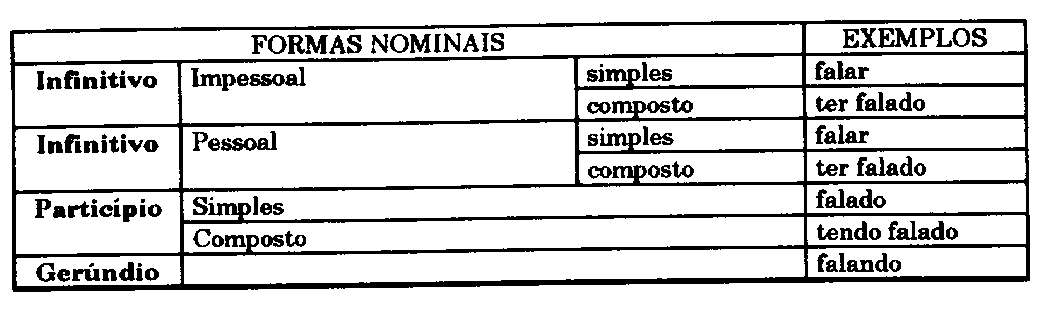 FORMAS NOMINAIS EXEMPLOS
Infinitivo Impessoal simples falar
composto ter falado
Infinitivo Pessoal simples falar
composto ter falado
Particípio Simples falado
Composto tendo falado
Gerúndio falando